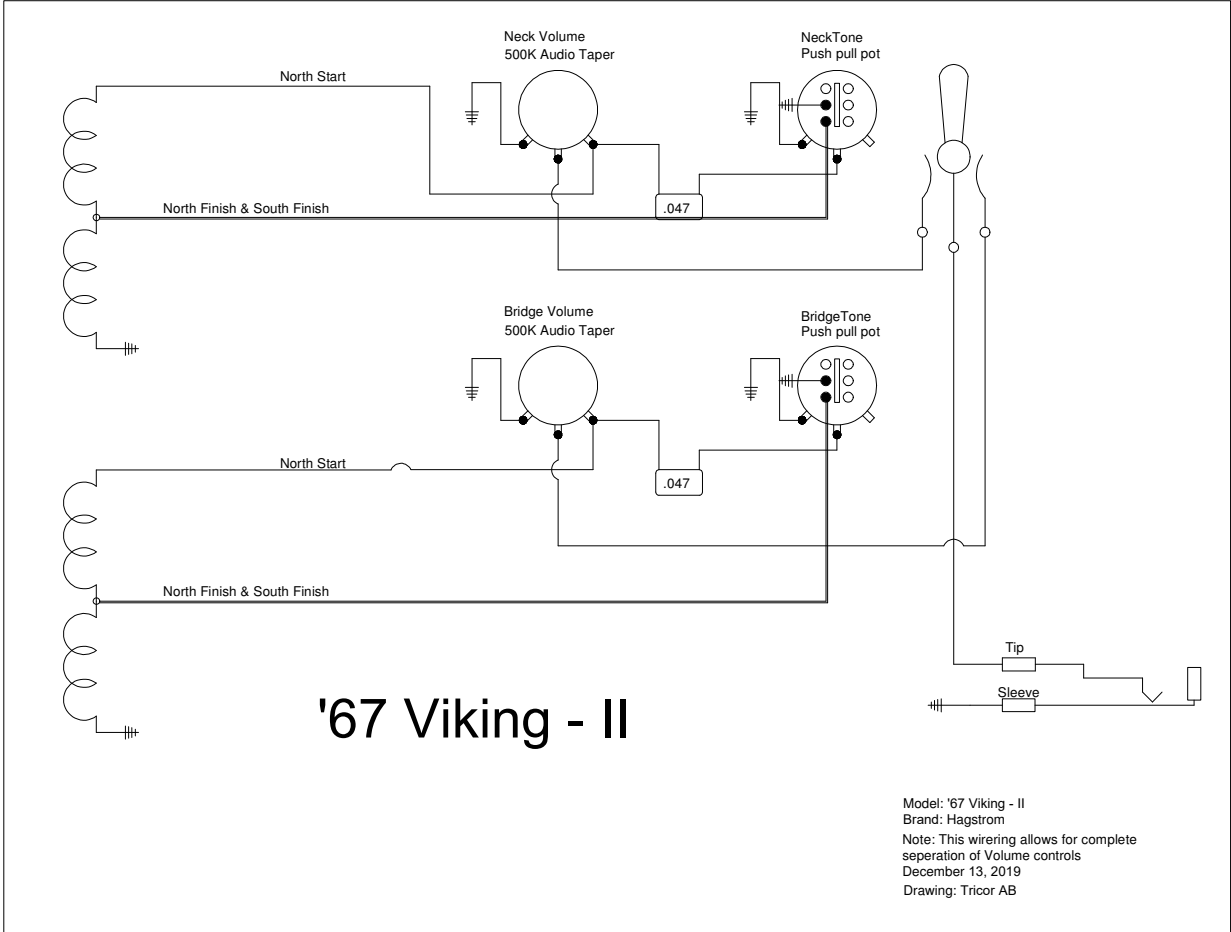 Neck Volume
500K Audio Taper
NeckTone
Push pull pot
North Start
North Finish & South Finish
.047
Bridge Volume
500K Audio Taper
BridgeTone
Push pull pot
North Start
.047
North Finish & South Finish
Tip
Sleeve
'67 Viking - II
Model: '67 Viking - II
Brand: Hagstrom
Note: This wirering allows for complete
seperation of Volume controls
December 13, 2019
Drawing: Tricor AB